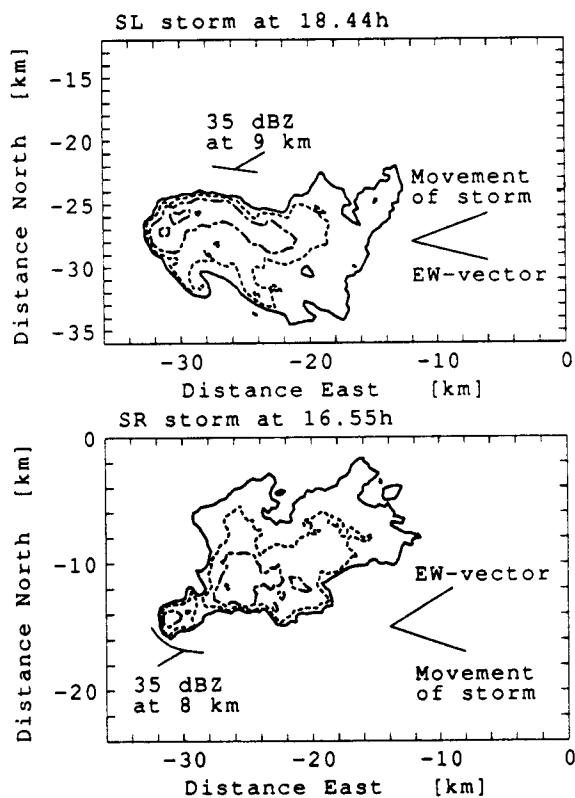 SL storm at 18.44h
Distance North [km]
-15
-20
-25
-30
-35
35 dBZ
at 9 km
Movement
of storm
EW-vector
-30
-20
-10
0
Distance East [km]
SR storm at 16.55h
Distance North [km]
0
-10
-20
EW-vector
35 dBZ
at 8 km
Movement
of storm
-30
-20
-10
0
Distance East [km]